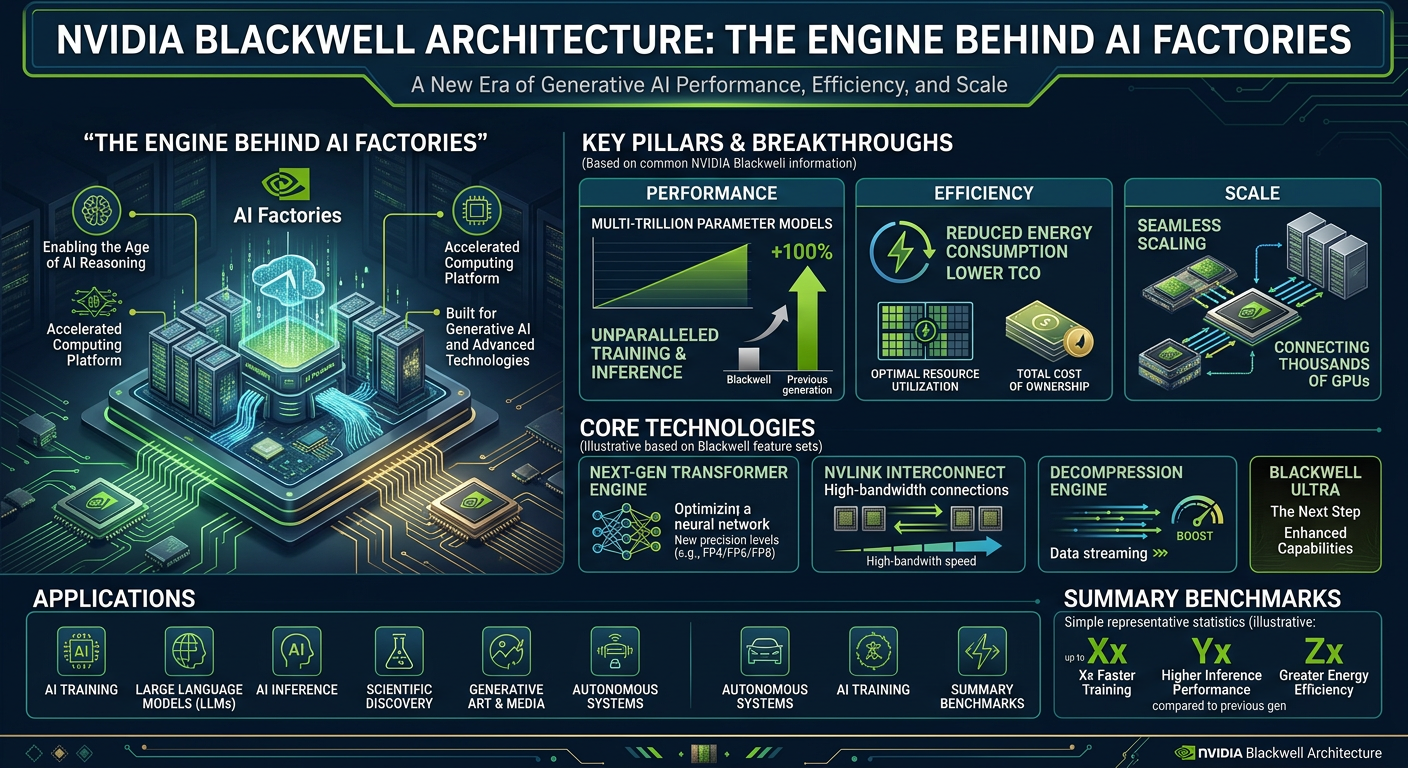 NVIDIA BLACKWELL ARCHITECTURE: THE ENGINE BEHIND AI FACTORIES
A New Era of Generative AI Performance, Efficiency, and Scale
“THE ENGINE BEHIND AI FACTORIES”
AI Factories
Enabling the Age
of AI Reasoning
Accelerated
Computing
Platform
Accelerated
Computing
Platform
Built for
Generative AI
and Advanced
Technologies
KEY PILLARS & BREAKTHROUGHS
(Based on common NVIDIA Blackwell information)
PERFORMANCE
MULTI-TRILLION PARAMETER MODELS
+100%
UNPARALLELED
TRAINING &
INFERENCE
Blackwell
Previous
generation
EFFICIENCY
REDUCED ENERGY
CONSUMPTION
LOWER TCO
OPTIMAL RESOURCE
UTILIZATION
TOTAL COST
OF OWNERSHIP
SCALE
SEAMLESS
SCALING
CONNECTING
THOUSANDS
OF GPUs
CORE TECHNOLOGIES
(Illustrative based on Blackwell feature sets)
NEXT-GEN TRANSFORMER
ENGINE
Optimizing a
neural network
New precision levels
(6.g., FP4/FP6/FP8)
NVLINK INTERCONNECT
High-bandwidth connections
High-bandwith speed
DECOMPRESSION
ENGINE
BOOST
Data streaming
BLACKWELL
ULTRA
The Next Step
Enhanced
Capabilities
APPLICATIONS
AI
AI TRAINING
LARGE LANGUAGE
MODELS (LLMs)
AI
AI INFERENCE
SCIENTIFIC
DISCOVERY
GENERATIVE
ART & MEDIA
AUTONOMOUS
SYSTEMS
AUTONOMOUS
SYSTEMS
AI TRAINING
SUMMARY
BENCHMARKS
SUMMARY BENCHMARKS
Simple representative statistics (illustrative:
up to Xx
Faster
Training
Yx
Higher Inference
Performance
Zx
Greater Energy
Efficiency
compared to previous gen
NVIDIA Blackwell Architecture